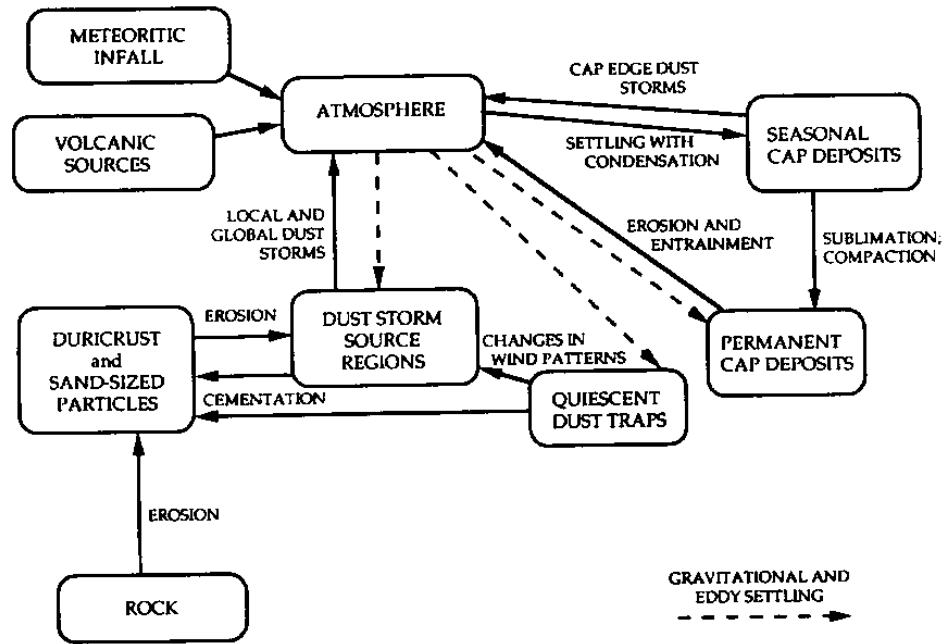 METEORITIC
INFALL
VOLCANIC
SOURCES
ATMOSPHERE
CAP EDGE DUST
STORMS
SETTLING WITH
CONDENSATION
SEASONAL
CAP DEPOSITS
LOCAL AND
GLOBAL DUST
STORMS
EROSION AND
ENTRAINMENT
SUBLIMATION;
COMPACTION
DURICRUST
and
SAND-SIZED
PARTICLES
EROSION
DUST STORM
SOURCE
REGIONS
CHANGES IN
WIND PATTERNS
PERMANENT
CAP DEPOSITS
CEMENTATION
QUIESCENT
DUST TRAPS
EROSION
ROCK
GRAVITATIONAL AND
EDDY SETTLING